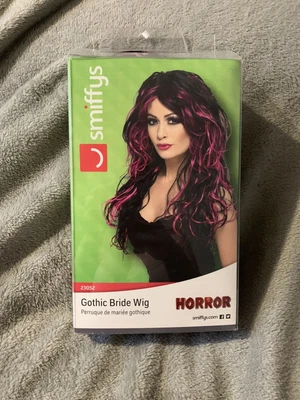 smiffys
23052
Gothic Bride Wig
Perruque de mariée gothique
HORROR
smiffys.com